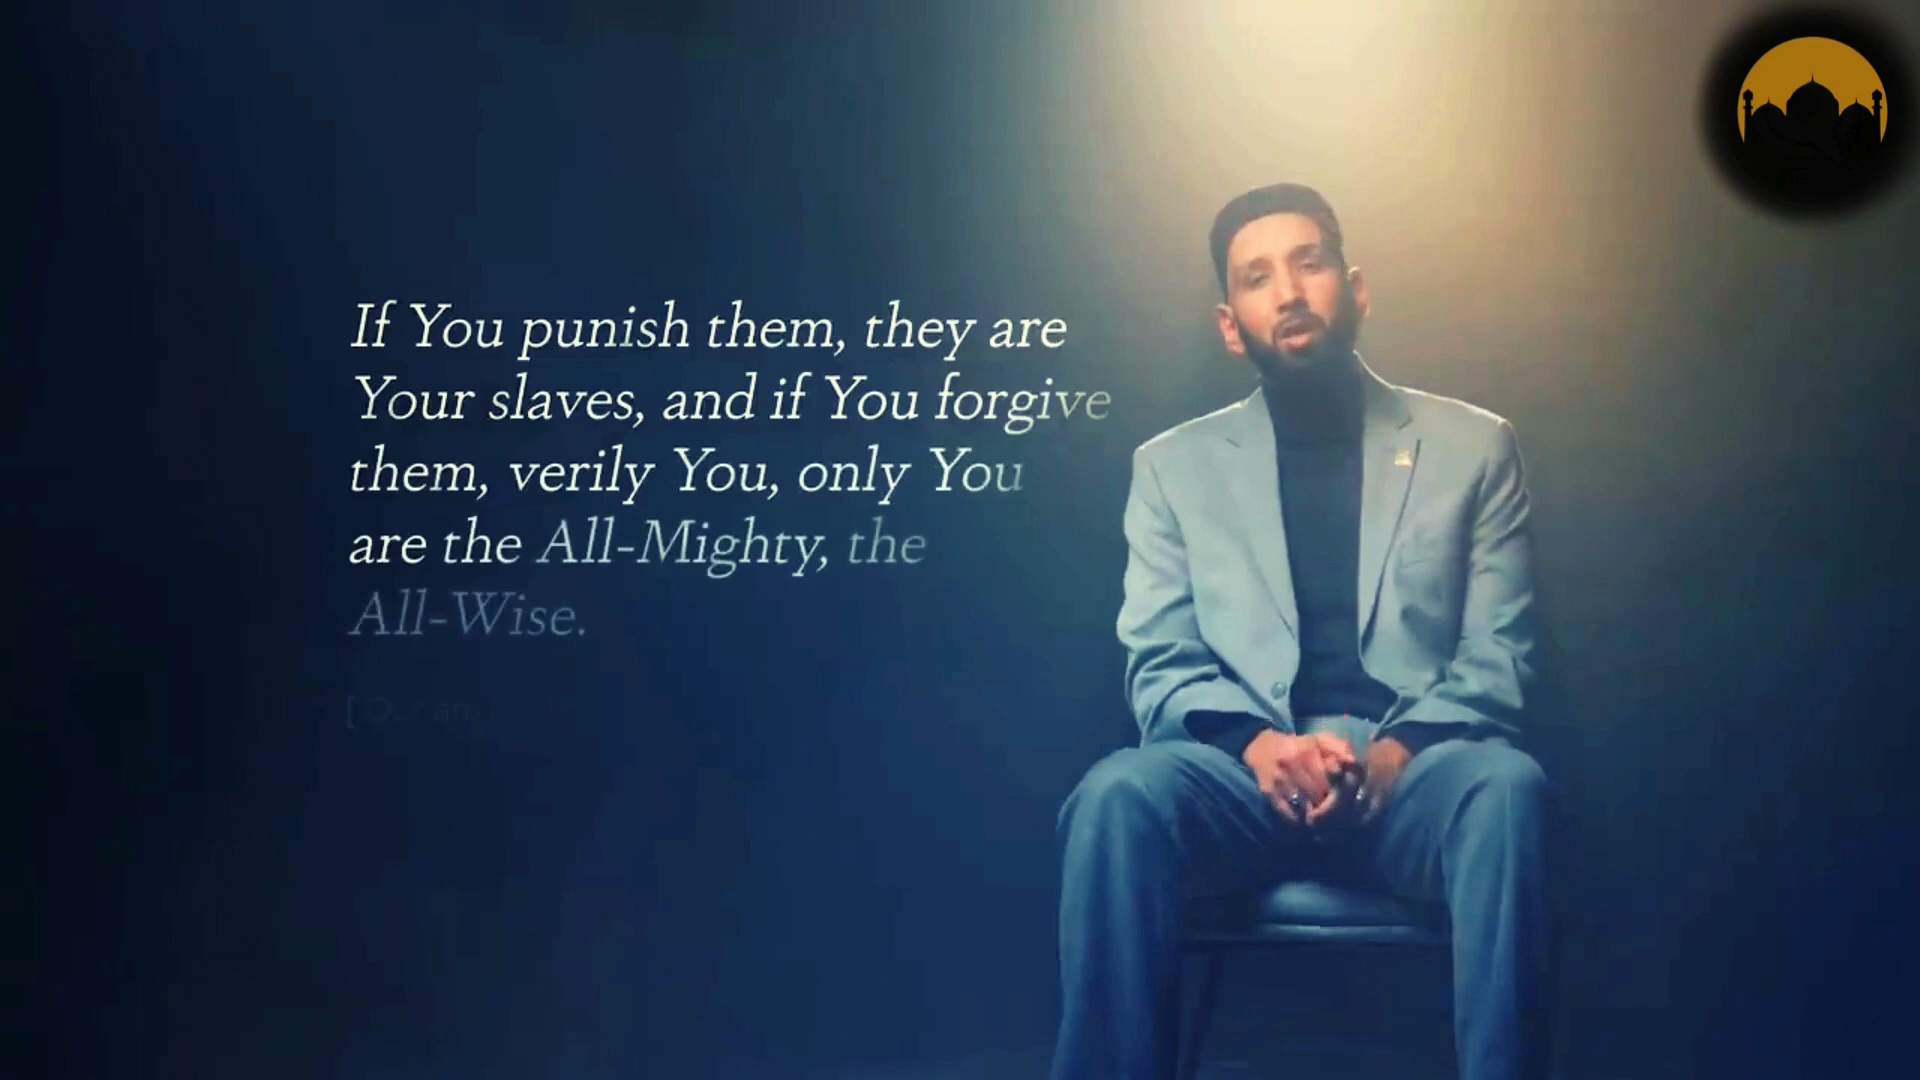 If You punish them, they are
Your slaves, and if You forgive
them, verily You, only You
are the All-Mighty, the
All-Wise.